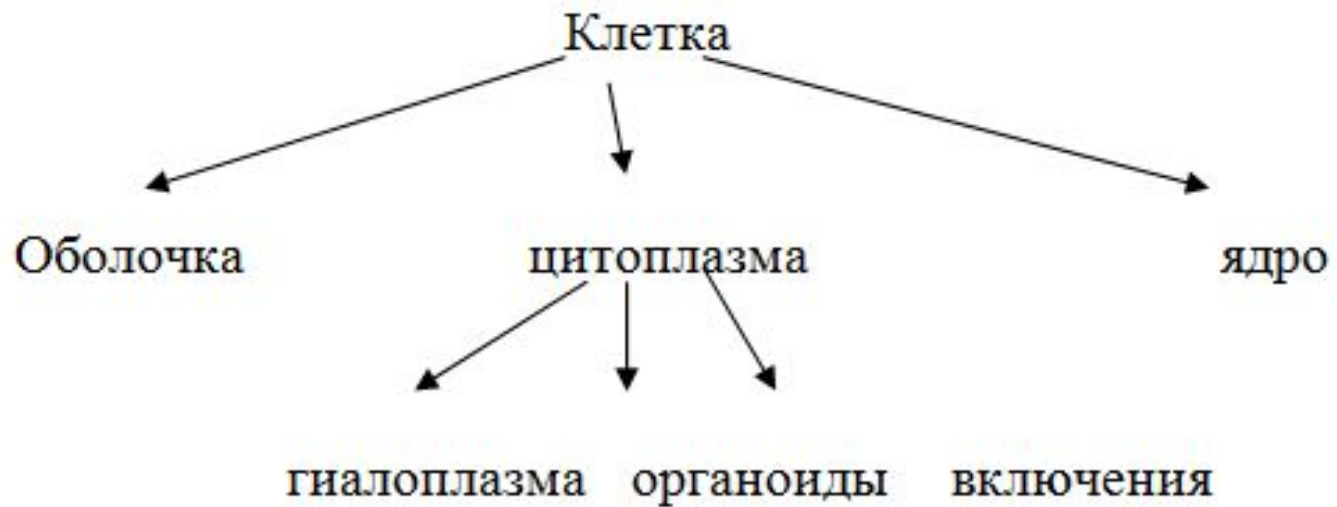 Клетка
Оболочка цитоплазма ядро
гиалоплазма органоиды включения